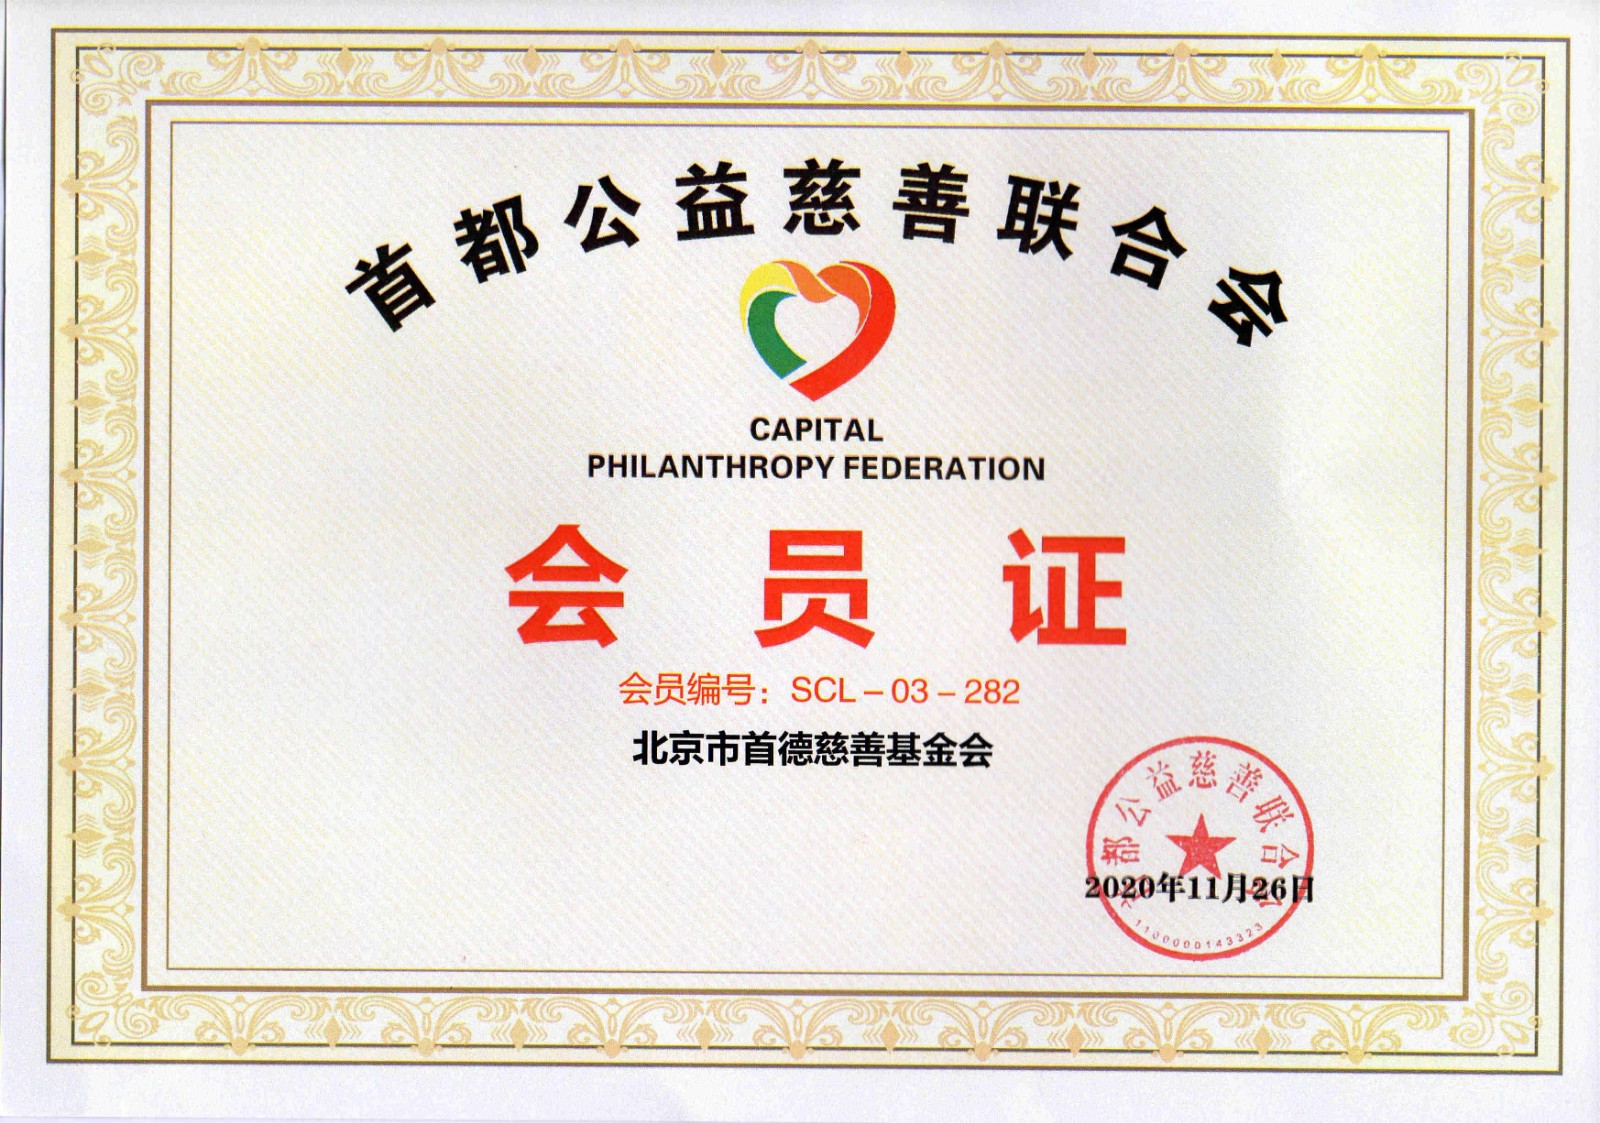 首都公益慈善联合会
CAPITAL
PHILANTHROPY FEDERATION
会员证
会员编号：SCL－03－282
北京市首德慈善基金会
首都公益慈善联合会
2020年11月26日
1100000143323